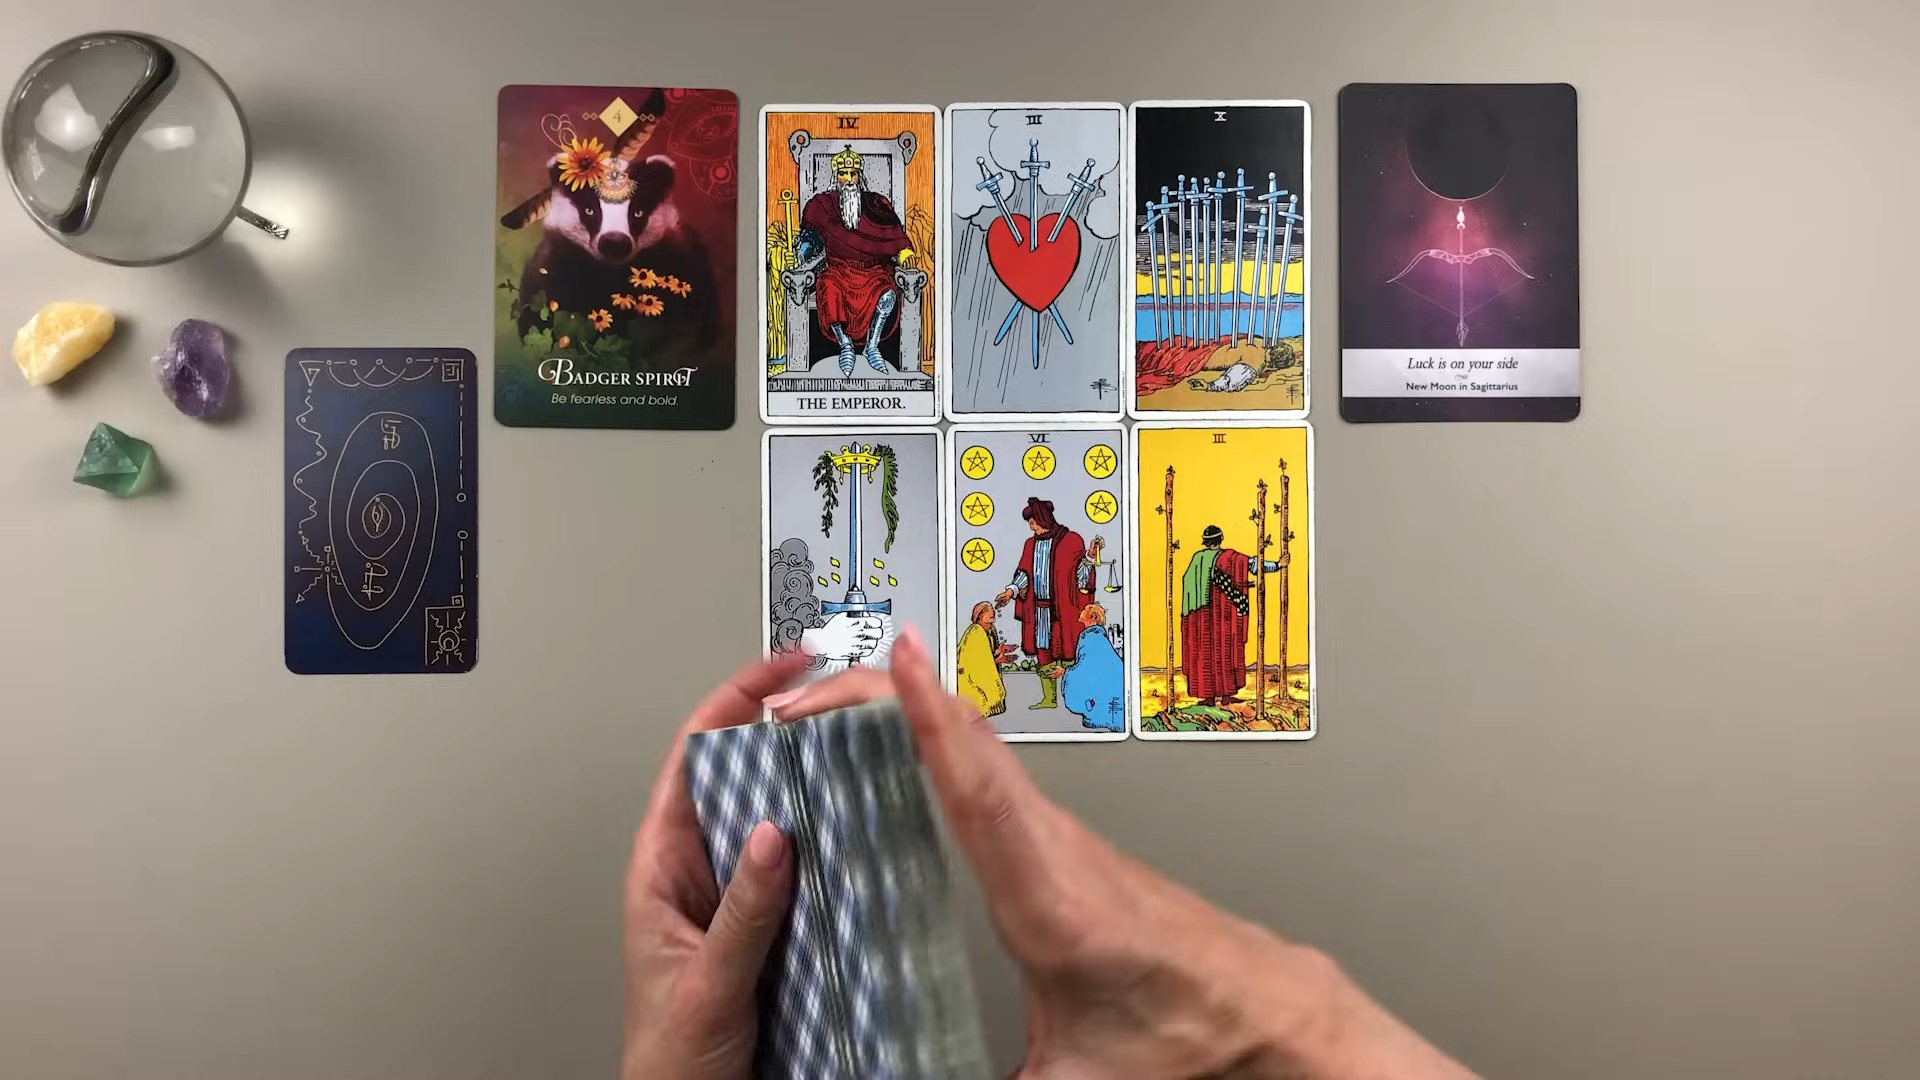 4
BADGER SPIRIT
Be fearless and bold.
IV
THE EMPEROR.
III
X
Luck is on your side
New Moon in Sagittarius
VI
III